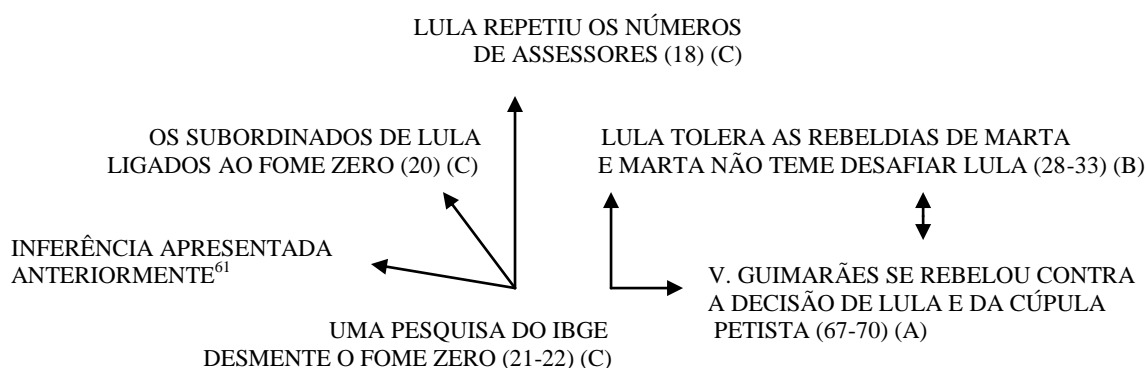 LULA REPETIU OS NÚMEROS
DE ASSESSORES (18) (C)
OS SUBORDINADOS DE LULA
LIGADOS AO FOME ZERO (20) (C)
LULA TOLERA AS REBELDIAS DE MARTA
E MARTA NÃO TEME DESAFIAR LULA (28-33) (B)
INFERÊNCIA APRESENTADA
ANTERIORMENTE⁶¹
V. GUIMARÃES SE REBELOU CONTRA
A DECISÃO DE LULA E DA CÚPULA
PETISTA (67-70) (A)
UMA PESQUISA DO IBGE
DESMENTE O FOME ZERO (21-22) (C)